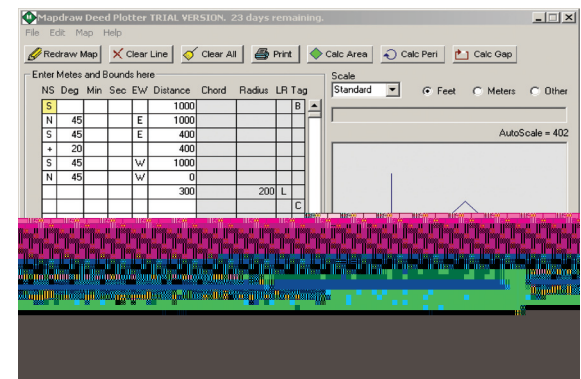 Mapdraw Deed Plotter TRIAL VERSION, 23 days remaining.
File Edit Map Help
Redraw Map Clear Line Clear All Print Calc Area Calc Peri Calc Gap
Enter Metes and Bounds here
Scale
Standard Feet Meters Other
NS Deg Min Sec EW Distance Chord Radius LR Tag
AutoScale = 402
S 1000 B
N 45 E 1000
S 45 E 400
+ 20 400
S 45 W 1000
N 45 W 0
300 200 L
C